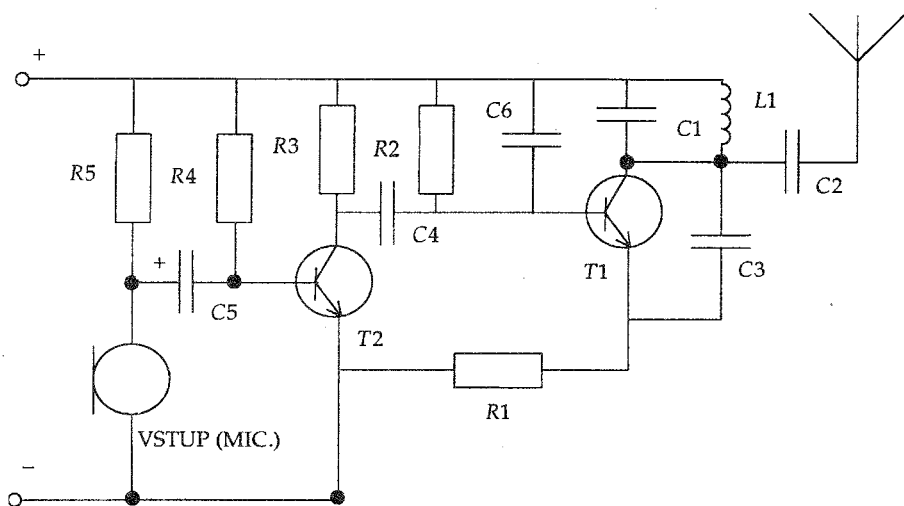 +
C6
L1
R3
R2
C1
R5
R4
C2
C4
T1
C3
+
C5
T2
R1
VSTUP (MIC.)
–